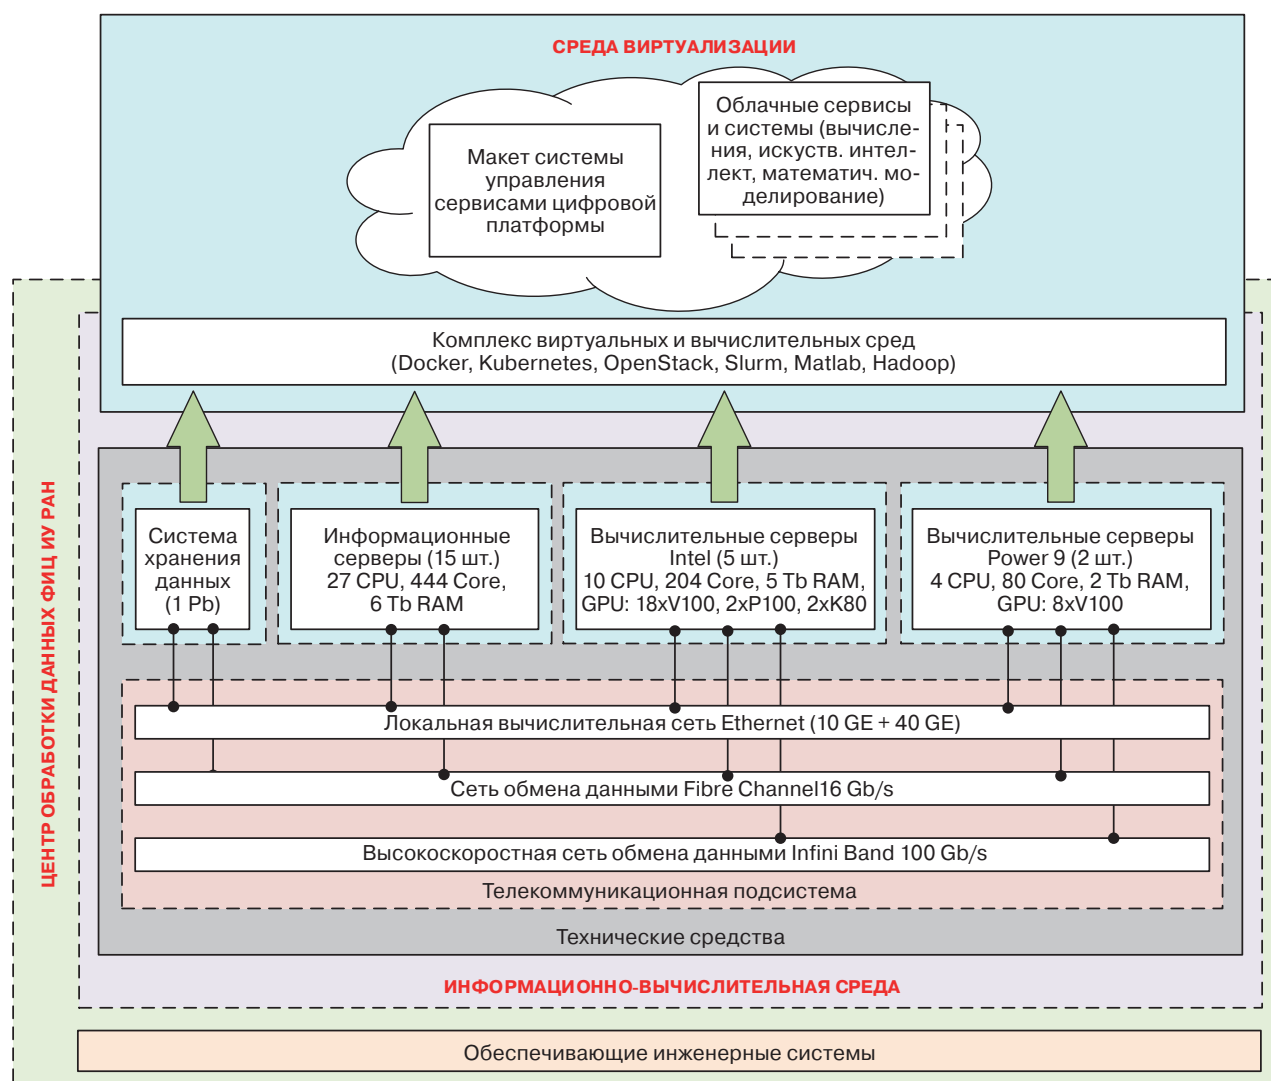 СРЕДА ВИРТУАЛИЗАЦИИ
Макет системы
управления
сервисами цифровой
платформы
Облачные сервисы
и системы (вычисле-
ния, искуств. интел-
лект, математич. мо-
делирование)
Комплекс виртуальных и вычислительных сред
(Docker, Kubernetes, OpenStack, Slurm, Matlab, Hadoop)
ЦЕНТР ОБРАБОТКИ ДАННЫХ ФИЦ ИУ РАН
Система
хранения
данных
(1 Pb)
Информационные
серверы (15 шт.)
27 CPU, 444 Core,
6 Tb RAM
Вычислительные серверы
Intel (5 шт.)
10 CPU, 204 Core, 5 Tb RAM,
GPU: 18xV100, 2xP100, 2xK80
Вычислительные серверы
Power 9 (2 шт.)
4 CPU, 80 Core, 2 Tb RAM,
GPU: 8xV100
Локальная вычислительная сеть Ethernet (10 GE + 40 GE)
Сеть обмена данными Fibre Channel16 Gb/s
Высокоскоростная сеть обмена данными Infini Band 100 Gb/s
Телекоммуникационная подсистема
Технические средства
ИНФОРМАЦИОННО-ВЫЧИСЛИТЕЛЬНАЯ СРЕДА
Обеспечивающие инженерные системы